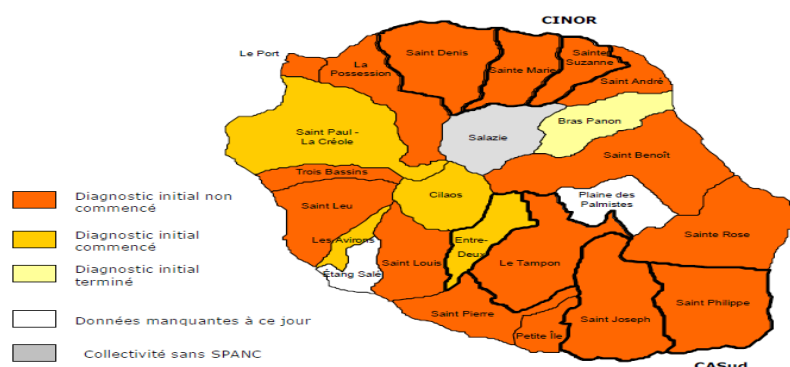 CINOR
Le Port
La
Possession
Saint Denis
Sainte Marie
Sainte
Suzanne
Saint André
Bras Panon
Salazie
Saint Paul -
La Créole
Saint Benoît
Trois Bassins
Cilaos
Plaine des
Palmistes
Saint Leu
Sainte Rose
Les Avirons
Entre-
Deux
Étang Salé
Saint Louis
Le Tampon
Saint Pierre
Petite Île
Saint Joseph
Saint Philippe
CASud
Diagnostic initial non
commencé
Diagnostic initial
commencé
Diagnostic initial
terminé
Données manquantes à ce jour
Collectivité sans SPANC